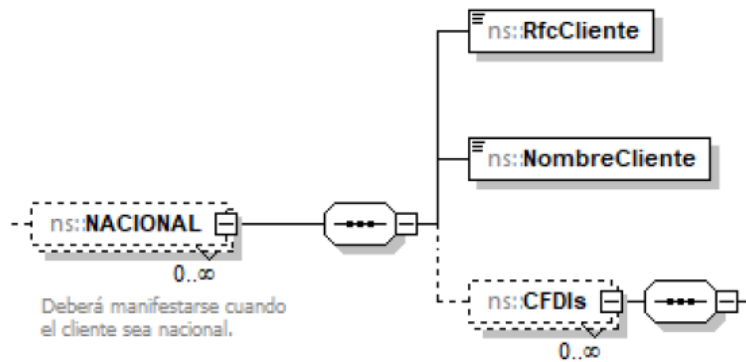 ns::RfcCliente
ns::NombreCliente
ns::NACIONAL
0..∞
Deberá manifestarse cuando
el cliente sea nacional.
ns::CFDIs
0..∞